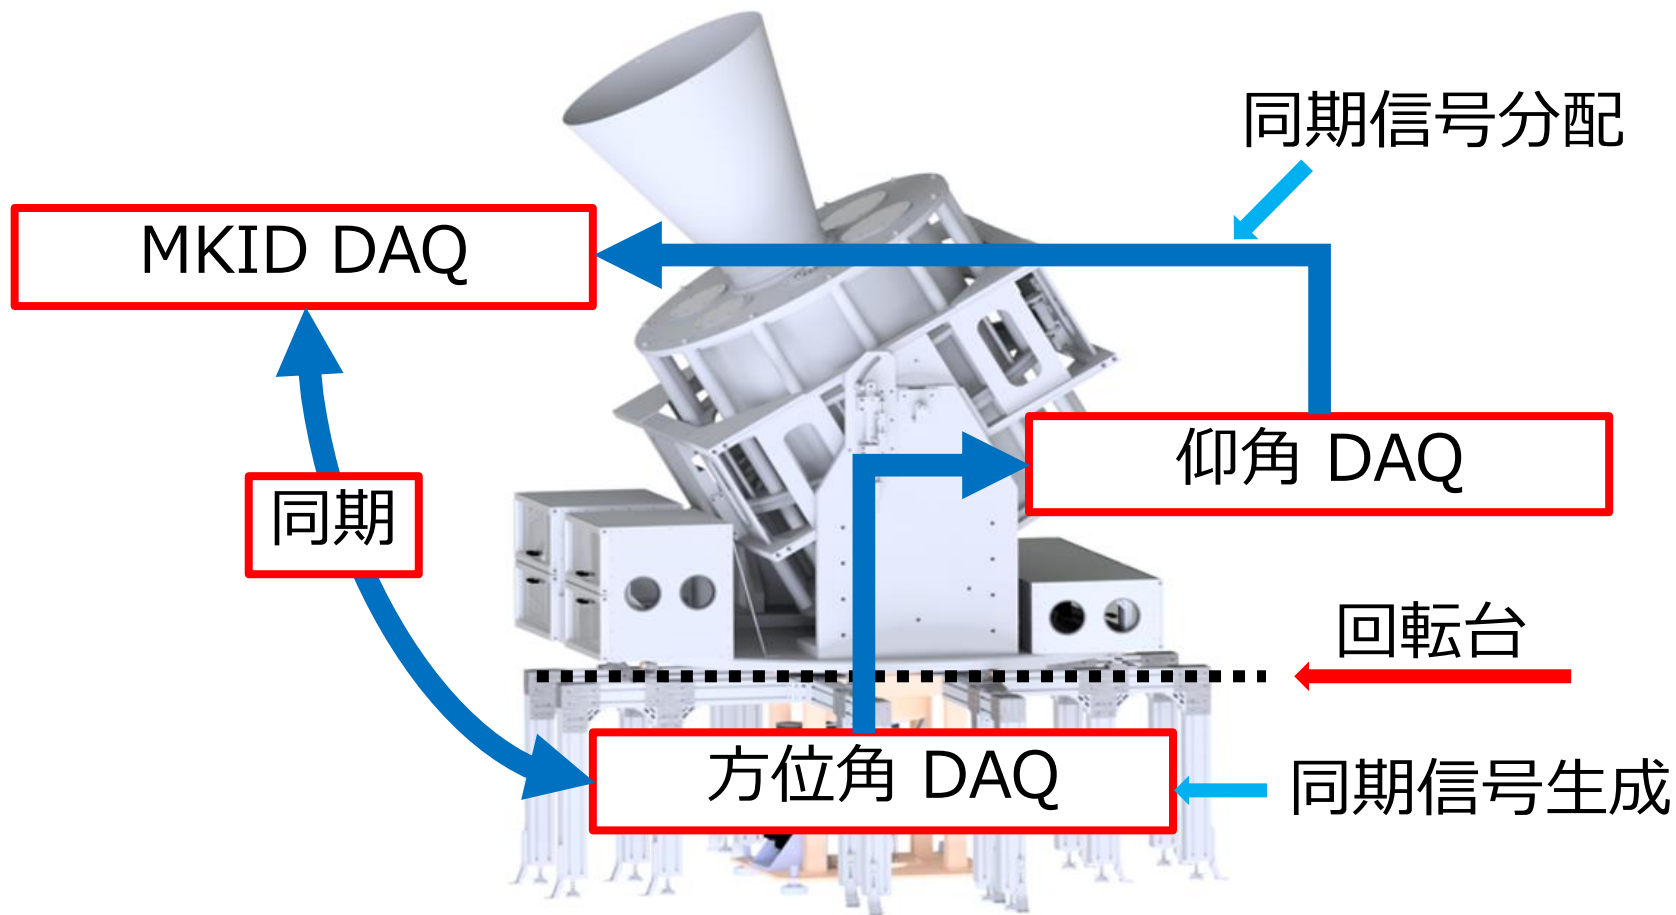 同期信号分配
MKID DAQ
仰角 DAQ
同期
回転台
方位角 DAQ
同期信号生成